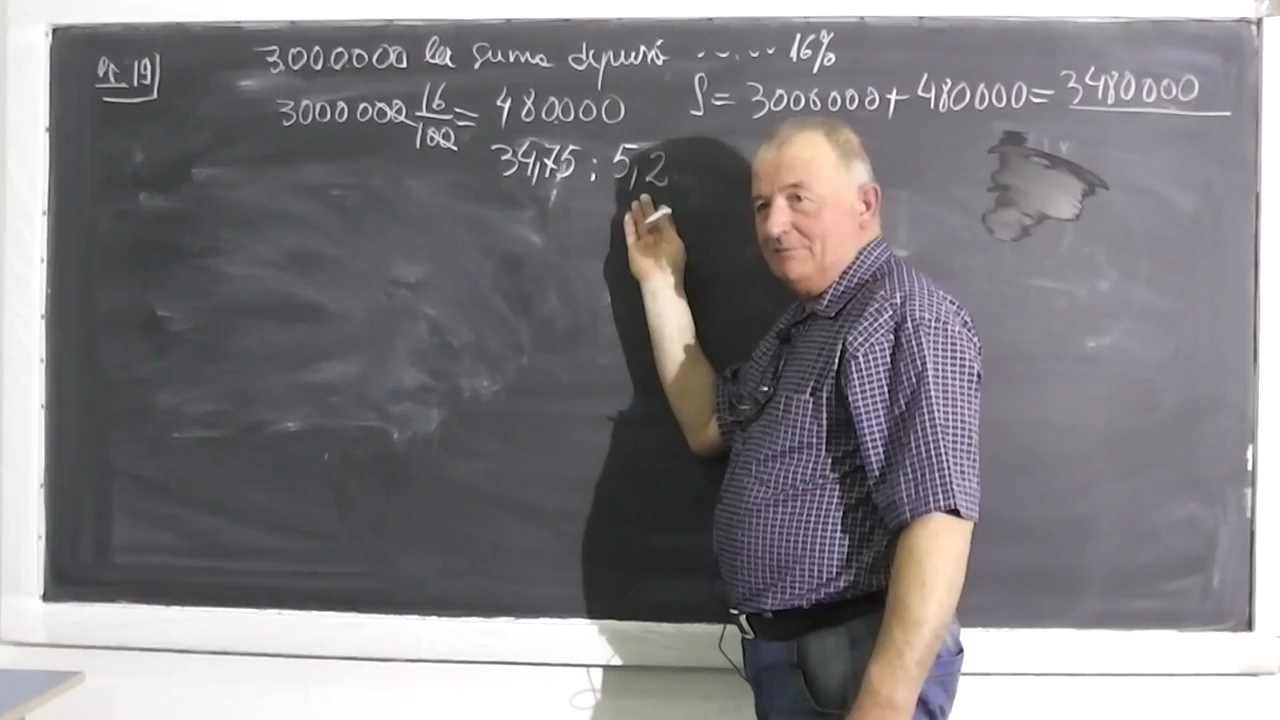 Pr. 19
3000000 la suma depusă ...... 16%
3000000 16/100 = 480000
S = 3000000 + 480000 = 3480000
34,75 : 5,2